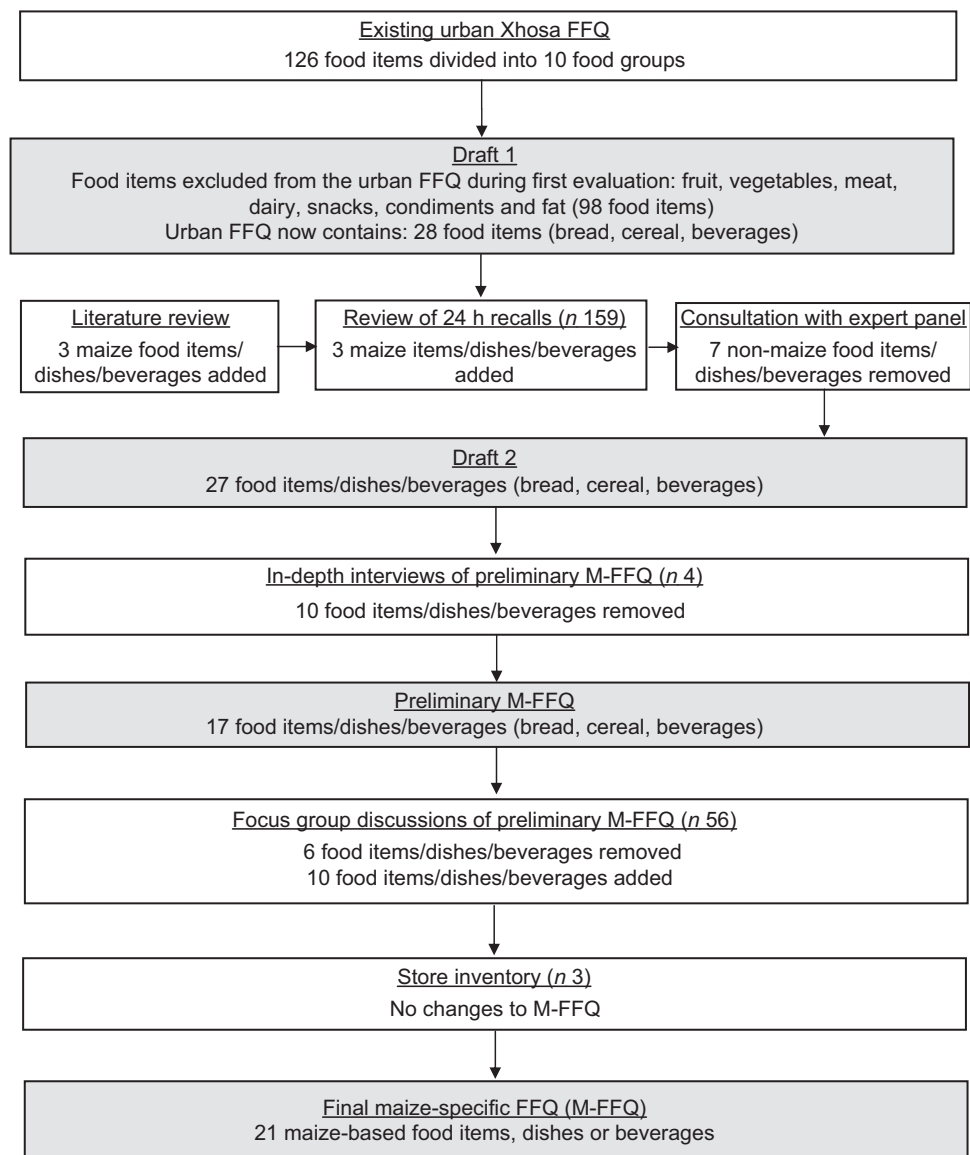 Existing urban Xhosa FFQ
126 food items divided into 10 food groups
Draft 1
Food items excluded from the urban FFQ during first evaluation: fruit, vegetables, meat,
dairy, snacks, condiments and fat (98 food items)
Urban FFQ now contains: 28 food items (bread, cereal, beverages)
Literature review
3 maize food items/
dishes/beverages added
Review of 24 h recalls (n 159)
3 maize items/dishes/beverages
added
Consultation with expert panel
7 non-maize food items/
dishes/beverages removed
Draft 2
27 food items/dishes/beverages (bread, cereal, beverages)
In-depth interviews of preliminary M-FFQ (n 4)
10 food items/dishes/beverages removed
Preliminary M-FFQ
17 food items/dishes/beverages (bread, cereal, beverages)
Focus group discussions of preliminary M-FFQ (n 56)
6 food items/dishes/beverages removed
10 food items/dishes/beverages added
Store inventory (n 3)
No changes to M-FFQ
Final maize-specific FFQ (M-FFQ)
21 maize-based food items, dishes or beverages